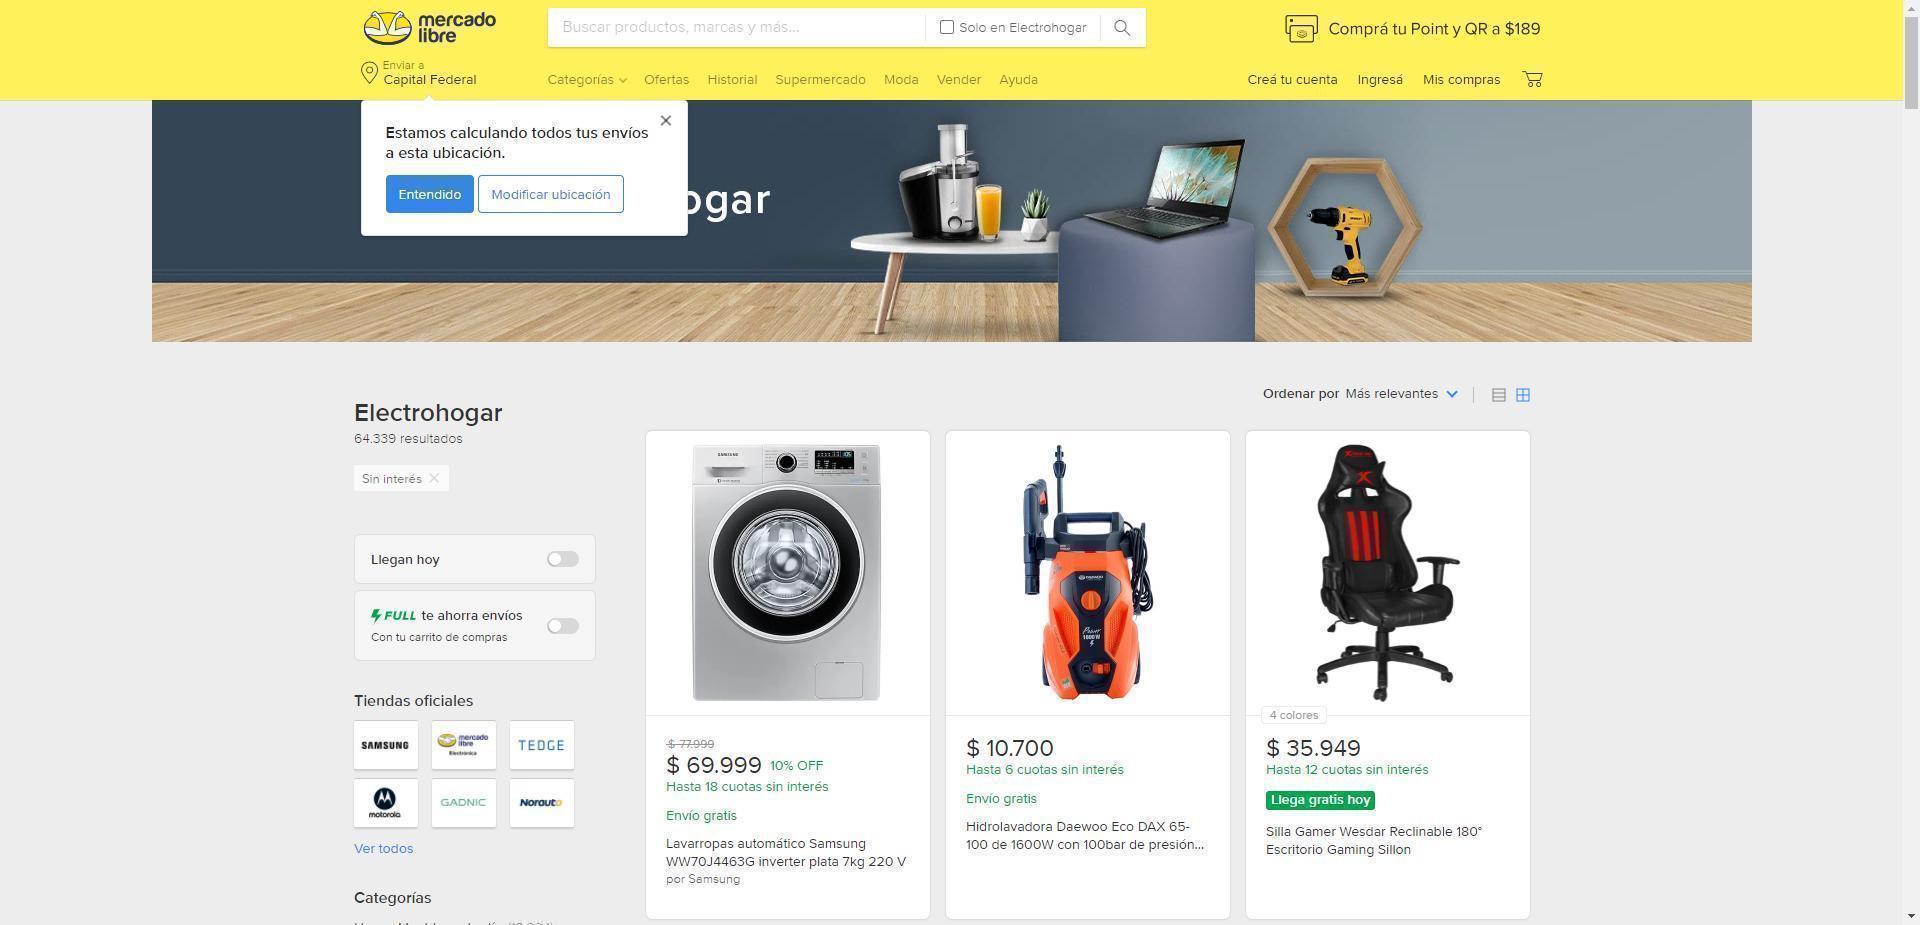 mercado
libre
Buscar productos, marcas y más...
Solo en Electrohogar
Comprá tu Point y QR a $189
Enviar a
Capital Federal
Categorías
Ofertas
Historial
Supermercado
Moda
Vender
Ayuda
Creá tu cuenta
Ingresá
Mis compras
Estamos calculando todos tus envíos
a esta ubicación.
Entendido
Modificar ubicación
ogar
Ordenar por Más relevantes
Electrohogar
64.339 resultados
Sin interés
Llegan hoy
FULL te ahorra envíos
Con tu carrito de compras
Tiendas oficiales
SAMSUNG
mercado
libre
Electrónica
TEDGE
motorola
GADNIC
Norauto
Ver todos
Categorías
SAMSUNG
$ 77.999
$ 69.999 10% OFF
Hasta 18 cuotas sin interés
Envío gratis
Lavarropas automático Samsung
WW70J4463G inverter plata 7kg 220 V
por Samsung
DAEWOO
Power
1600W
$ 10.700
Hasta 6 cuotas sin interés
Envío gratis
Hidrolavadora Daewoo Eco DAX 65-
100 de 1600W con 100bar de presión...
4 colores
$ 35.949
Hasta 12 cuotas sin interés
Llega gratis hoy
Silla Gamer Wesdar Reclinable 180°
Escritorio Gaming Sillon